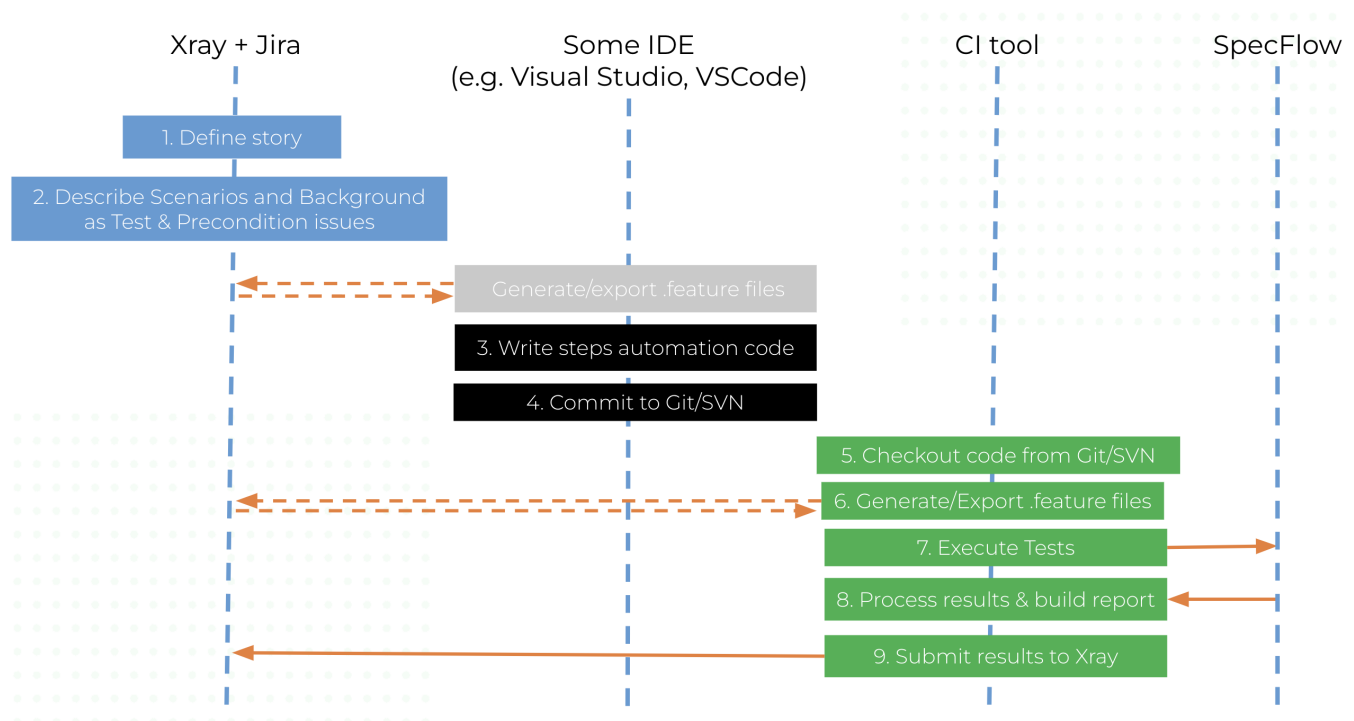 Xray + Jira
Some IDE
(e.g. Visual Studio, VSCode)
CI tool
SpecFlow
1. Define story
2. Describe Scenarios and Background
as Test & Precondition issues
Generate/export .feature files
3. Write steps automation code
4. Commit to Git/SVN
5. Checkout code from Git/SVN
6. Generate/Export .feature files
7. Execute Tests
8. Process results & build report
9. Submit results to Xray